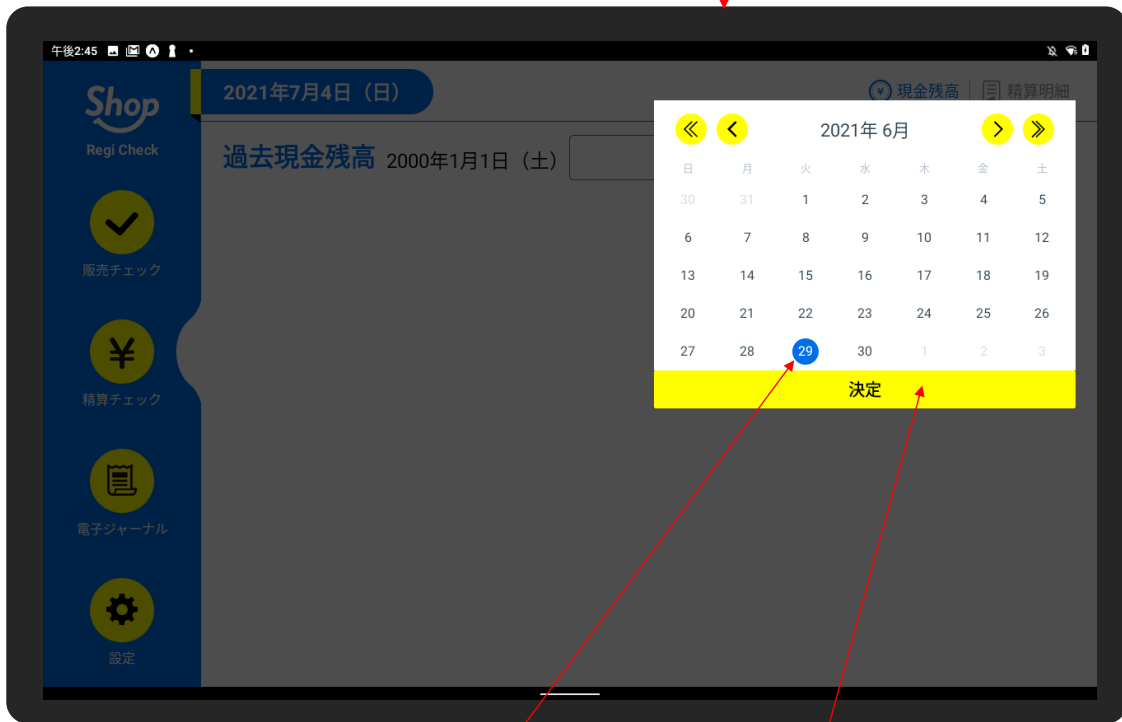 午後2:45
2021年7月4日（日）
現金残高
精算明細
Shop
Regi Check
過去現金残高 2000年1月1日（土）
2021年 6月
日 月 火 水 木 金 土
30 31 1 2 3 4 5
6 7 8 9 10 11 12
13 14 15 16 17 18 19
20 21 22 23 24 25 26
27 28 29 30 1 2 3
決定
販売チェック
精算チェック
電子ジャーナル
設定